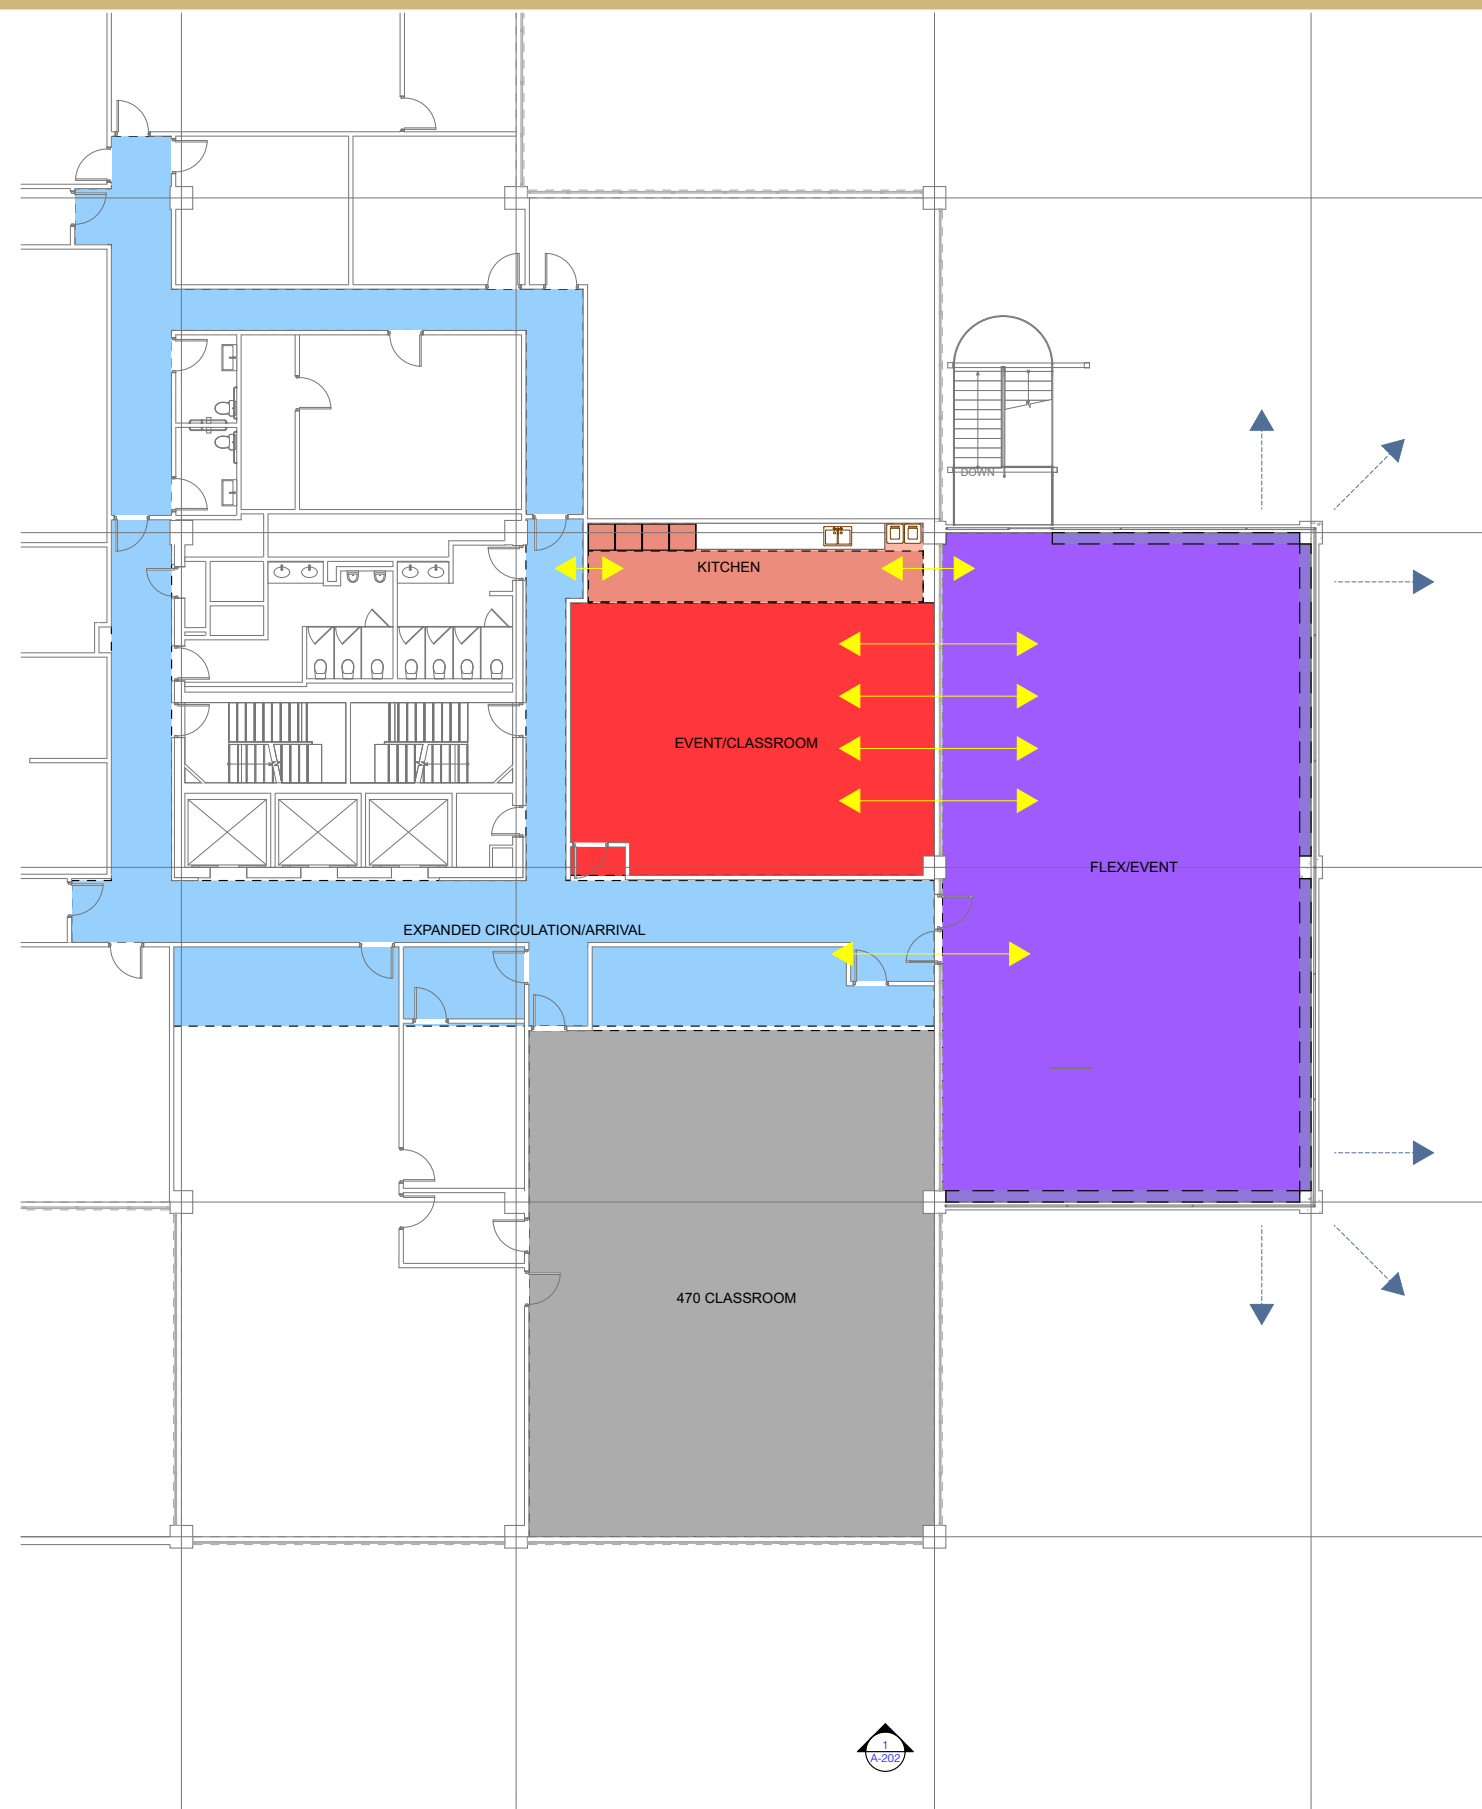 DOWN
KITCHEN
EVENT/CLASSROOM
FLEX/EVENT
EXPANDED CIRCULATION/ARRIVAL
470 CLASSROOM
1
A-202